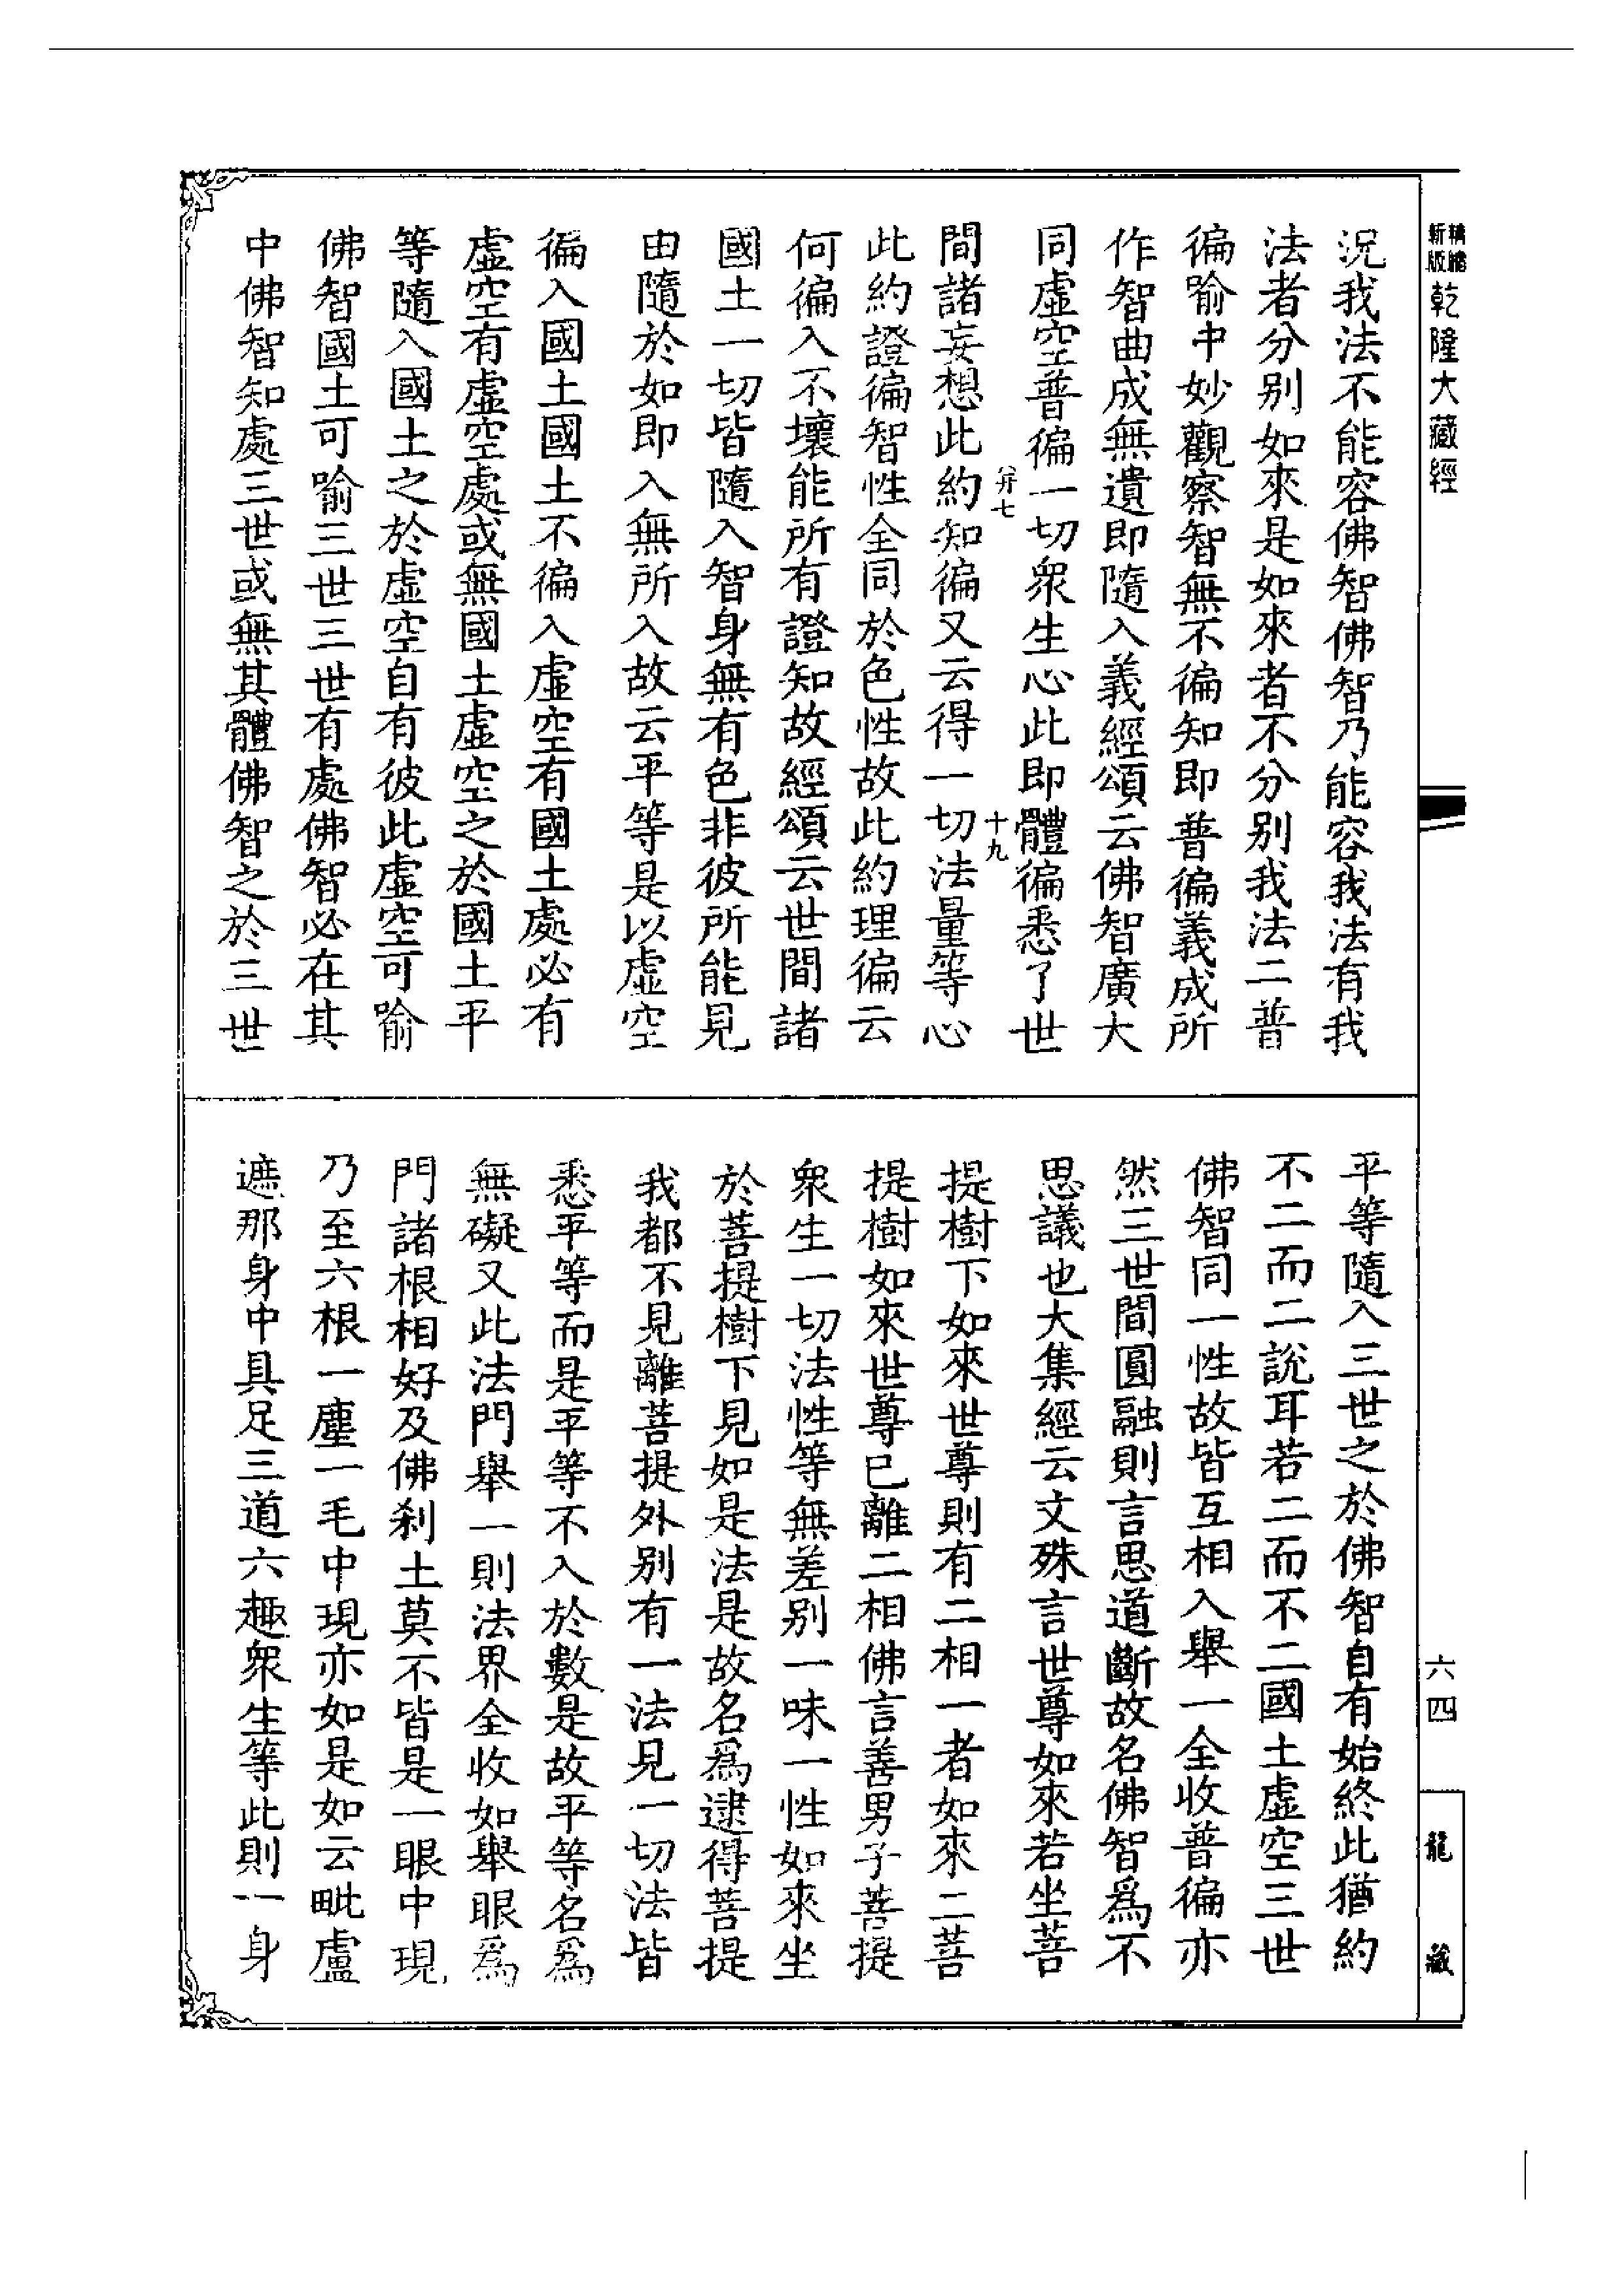 精縮新版乾隆大藏經
況我法不能容佛智佛智乃能容我法有我
法者分别如來是如來者不分别我法二普
徧喻中妙觀察智無不徧知即普徧義成所
作智曲成無遺即隨入義經頌云佛智廣大
同虛空普徧一切衆生心此即體徧悉了世
弁七
十九
間諸妄想此約知徧又云得一切法量等心
此約證徧智性全同於色性故此約理徧云
何徧入不壞能所有證知故經頌云世間諸
國土一切皆隨入智身無有色非彼所能見
由隨於如即入無所入故云平等是以虛空
徧入國土國土不徧入虛空有國土處必有
虛空有虛空處或無國土虛空之於國土平
等隨入國土之於虛空自有彼此虛空可喻
佛智國土可喻三世三世有處佛智必在其
中佛智知處三世或無其體佛智之於三世
平等隨入三世之於佛智自有始終此猶約
不二而二說耳若二而不二國土虛空三世
佛智同一性故皆互相入舉一全收普徧亦
然三世間圓融則言思道斷故名佛智爲不
思議也大集經云文殊言世尊如來若坐菩
提樹下如來世尊則有二相一者如來二菩
提樹如來世尊已離二相佛言善男子菩提
衆生一切法性等無差别一味一性如來坐
於菩提樹下見如是法是故名爲逮得菩提
我都不見離菩提外别有一法見一切法皆
悉平等而是平等不入於數是故平等名爲
無礙又此法門舉一則法界全收如舉眼爲
門諸根相好及佛刹土莫不皆是一眼中現
乃至六根一塵一毛中現亦如是如云毗盧
遮那身中具足三道六趣衆生等此則一身
六四
龍藏